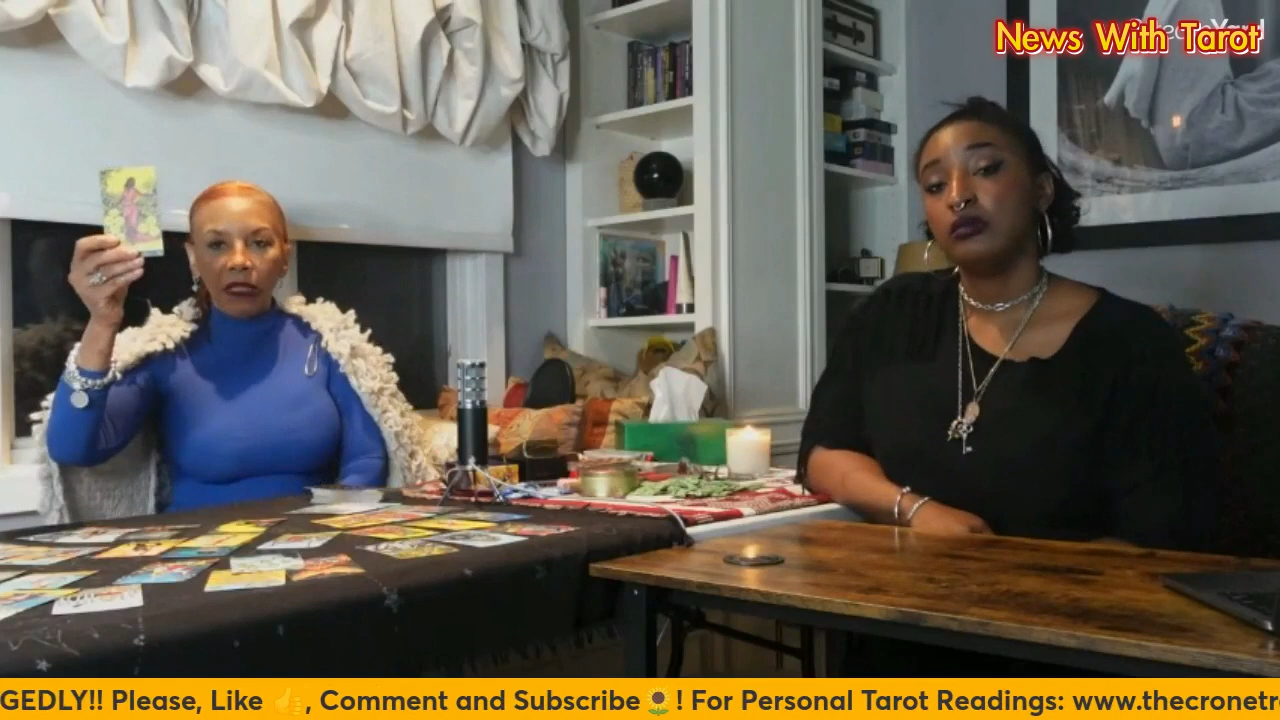 News With Tarot
GEDLY!! Please, Like 👍, Comment and Subscribe🌻! For Personal Tarot Readings: www.thecronetr